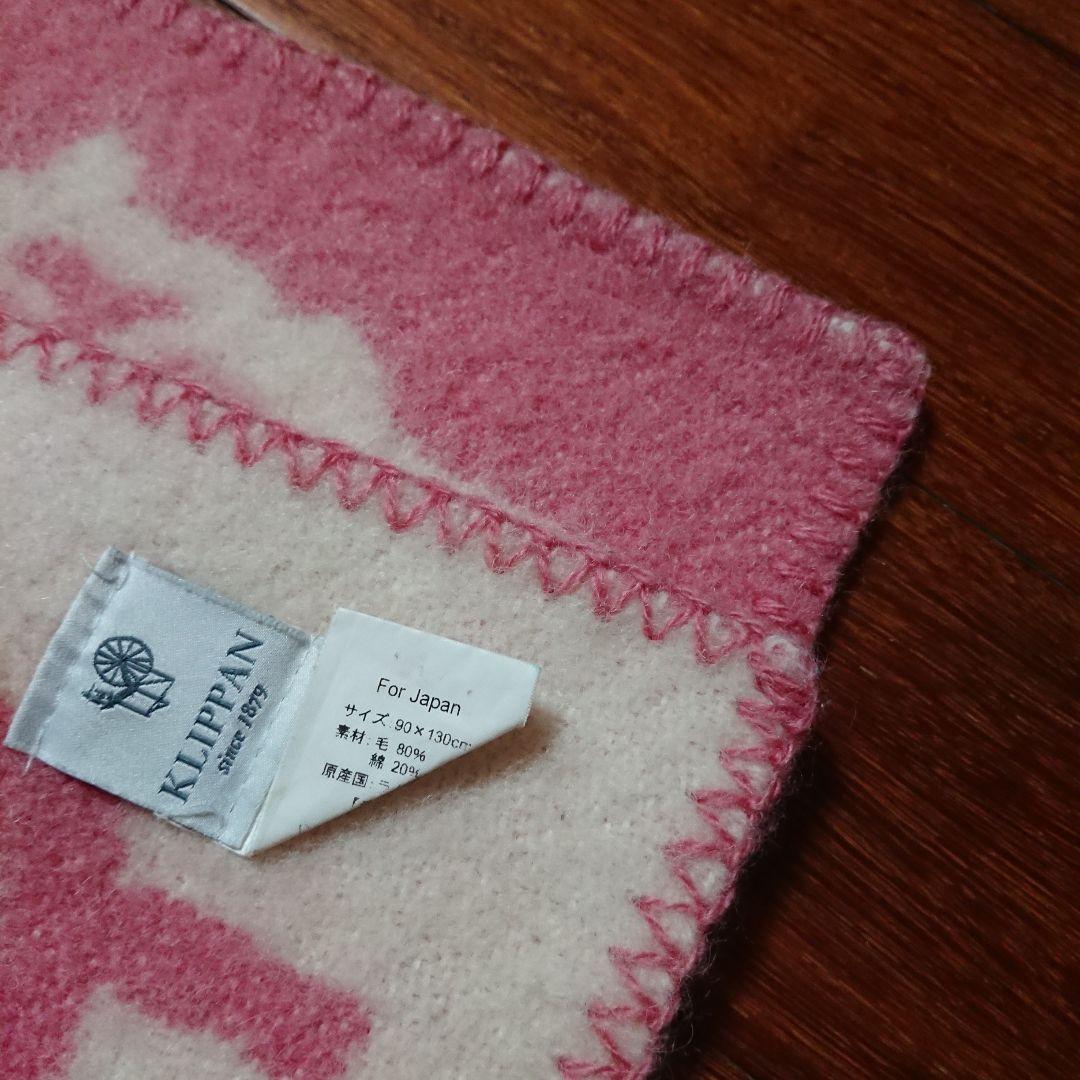 KLIPPAN
since 1879
For Japan
サイズ:90×130cm
素材:毛 80%
綿 20%
原産国:ラ